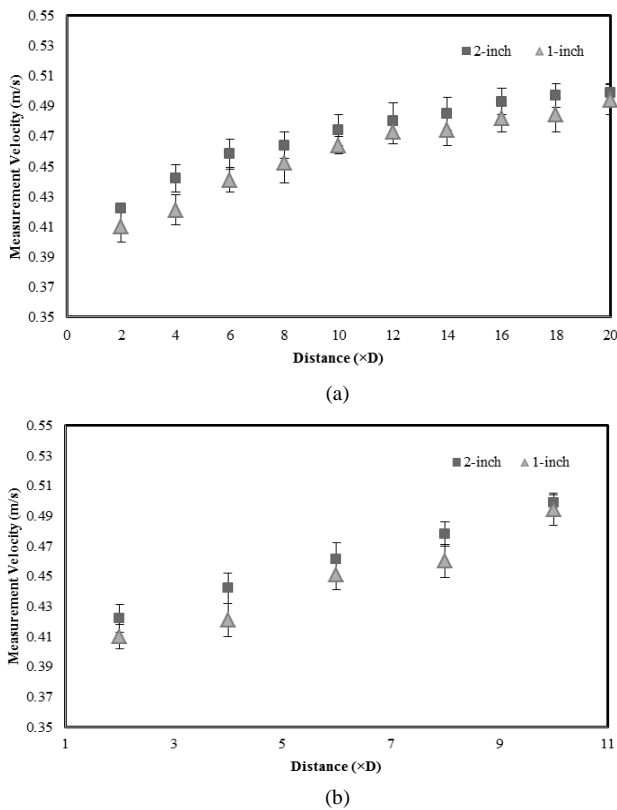 0.55
0.53
0.51
0.49
0.47
0.45
0.43
0.41
0.39
0.37
0.35
Measurement Velocity (m/s)
2-inch 1-inch
0 2 4 6 8 10 12 14 16 18 20
Distance (×D)
(a)
0.55
0.53
0.51
0.49
0.47
0.45
0.43
0.41
0.39
0.37
0.35
Measurement Velocity (m/s)
2-inch 1-inch
1 3 5 7 9 11
Distance (×D)
(b)